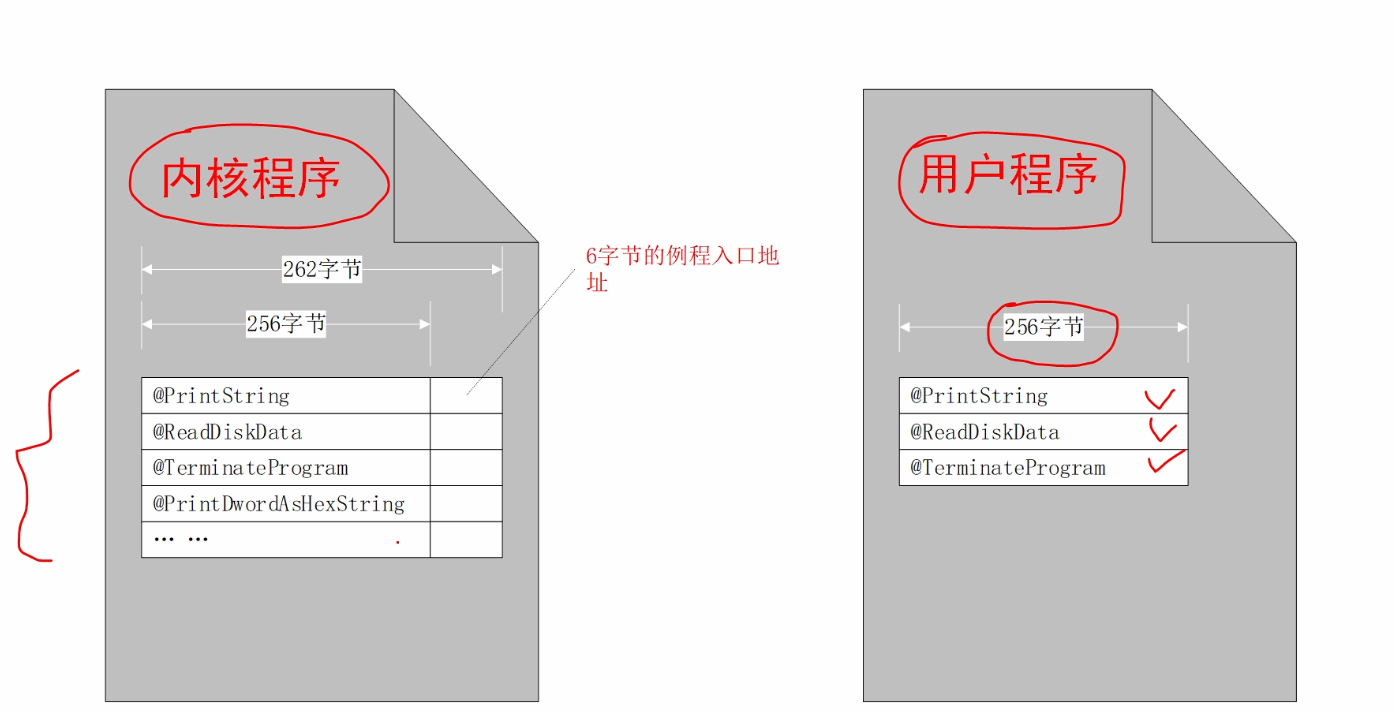 内核程序
262字节
256字节
@PrintString
@ReadDiskData
@TerminateProgram
@PrintDwordAsHexString
… …
6字节的例程入口地
址
用户程序
256字节
@PrintString
@ReadDiskData
@TerminateProgram